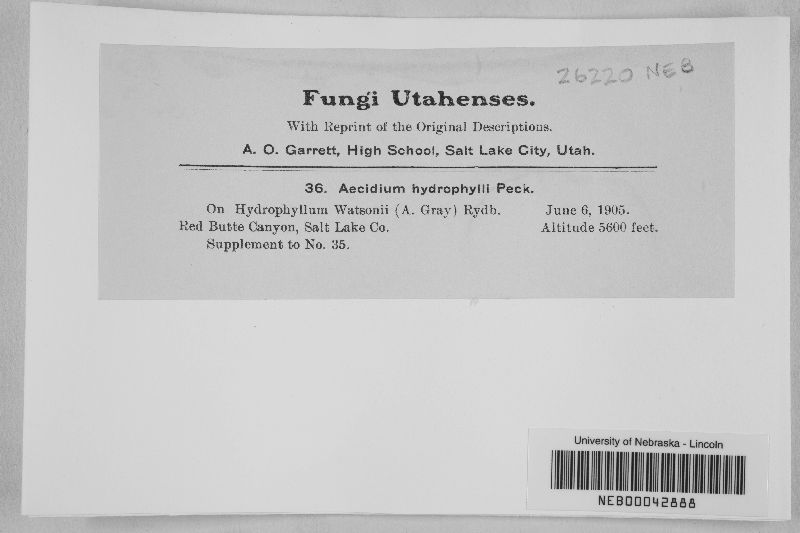 26220 NEB
Fungi Utahenses.
With Reprint of the Original Descriptions.
A. O. Garrett, High School, Salt Lake City, Utah.
36. Aecidium hydrophylli Peck.
On Hydrophyllum Watsonii (A. Gray) Rydb. June 6, 1905.
Red Butte Canyon, Salt Lake Co. Altitude 5600 feet.
Supplement to No. 35.
University of Nebraska - Lincoln
NEB00042888